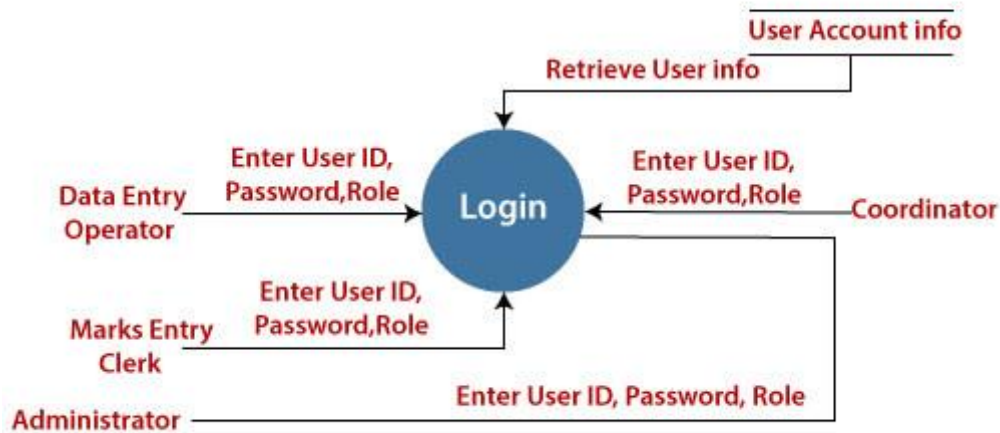 User Account info
Retrieve User info
Enter User ID,
Password,Role
Data Entry
Operator
Login
Enter User ID,
Password,Role
Coordinator
Enter User ID,
Password,Role
Marks Entry
Clerk
Enter User ID, Password, Role
Administrator